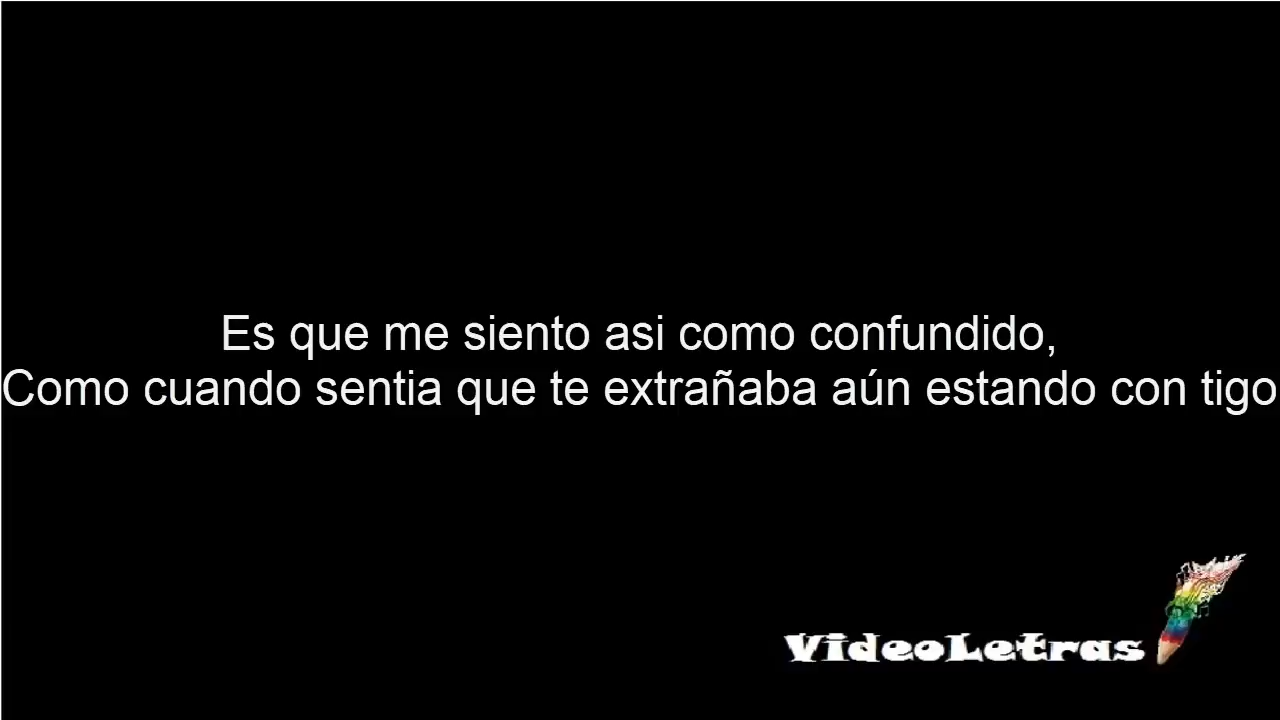 Es que me siento asi como confundido,
Como cuando sentia que te extrañaba aún estando con tigo
VideoLetras